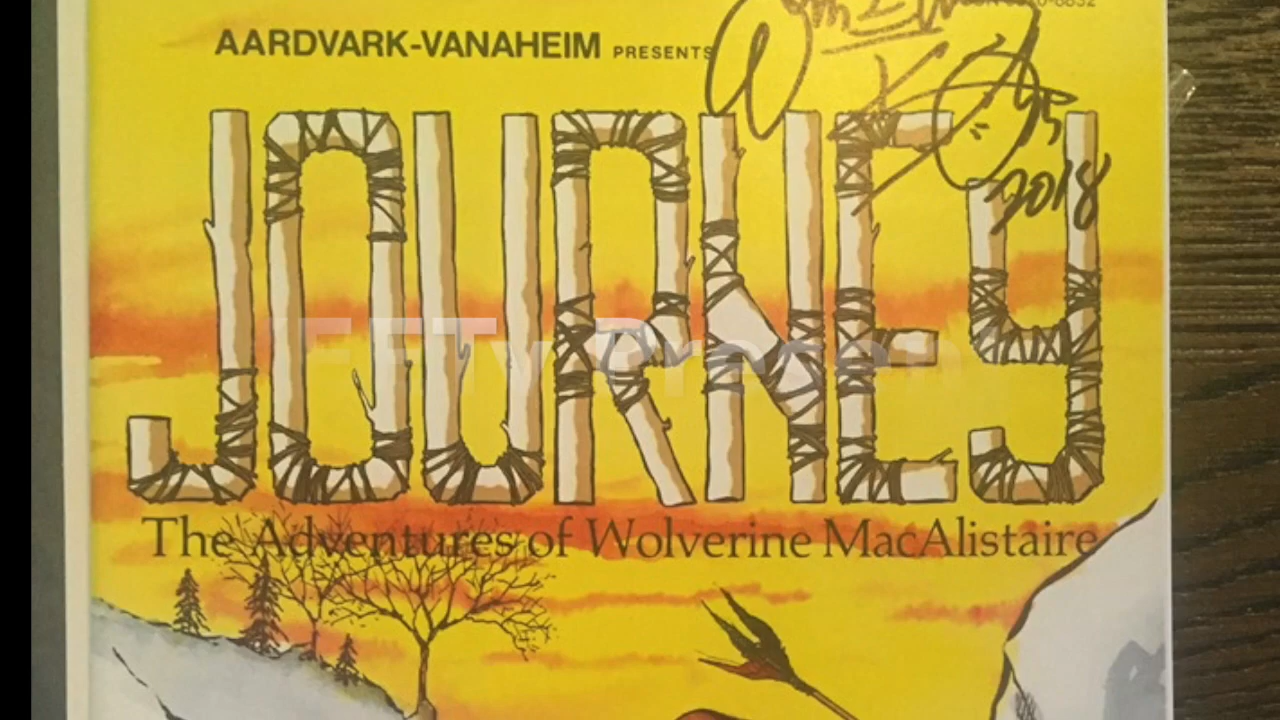 AARDVARK-VANAHEIM PRESENTS
2018
JOURNEY
The Adventures of Wolverine MacAlistaire